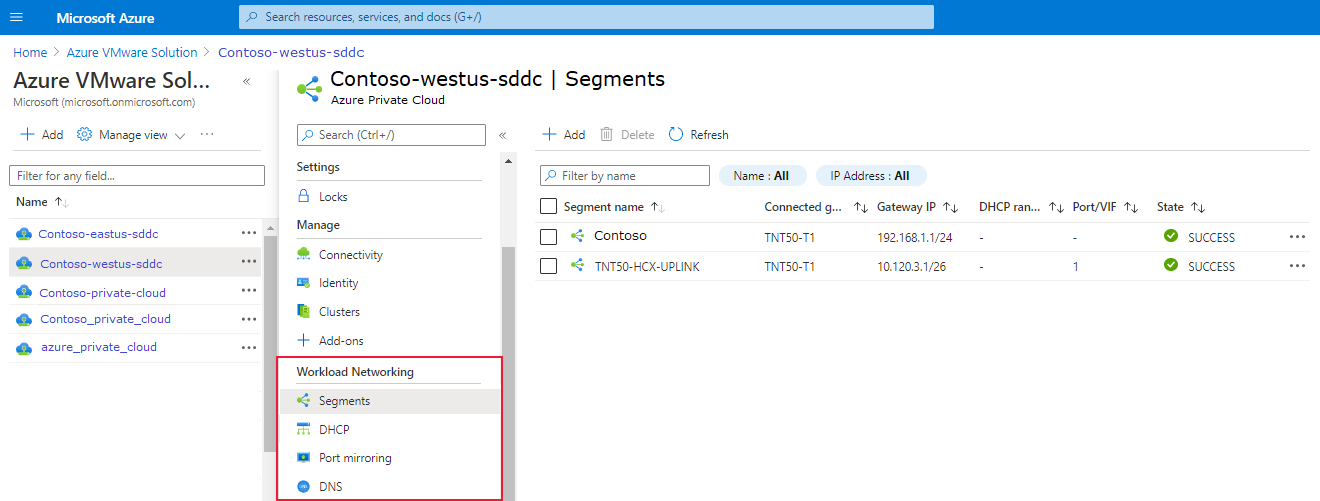 Microsoft Azure
Search resources, services, and docs (G+/)
Home > Azure VMware Solution > Contoso-westus-sddc
Azure VMware Sol... «
Microsoft (microsoft.onmicrosoft.com)
+ Add Manage view ...
Filter for any field...
Name ↑↓
Contoso-eastus-sddc ...
Contoso-westus-sddc ...
Contoso-private-cloud ...
Contoso_private_cloud ...
azure_private_cloud ...
Contoso-westus-sddc | Segments
Azure Private Cloud
Search (Ctrl+/) «
Settings
Locks
Manage
Connectivity
Identity
Clusters
Add-ons
Workload Networking
Segments
DHCP
Port mirroring
DNS
+ Add Delete Refresh
Filter by name Name : All IP Address : All
Segment name ↑↓ Connected g... ↑↓ Gateway IP ↑↓ DHCP ran... ↑↓ Port/VIF ↑↓ State ↑↓
Contoso TNT50-T1 192.168.1.1/24 - - SUCCESS ...
TNT50-HCX-UPLINK TNT50-T1 10.120.3.1/26 - 1 SUCCESS ...